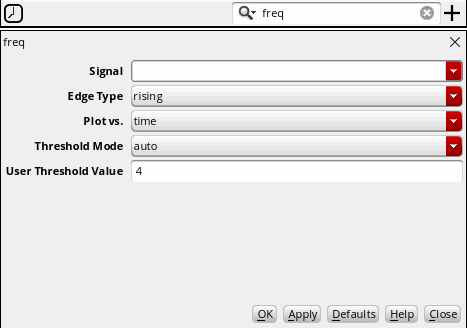 freq
freq
Signal
Edge Type rising
Plot vs. time
Threshold Mode auto
User Threshold Value 4
OK Apply Defaults Help Close